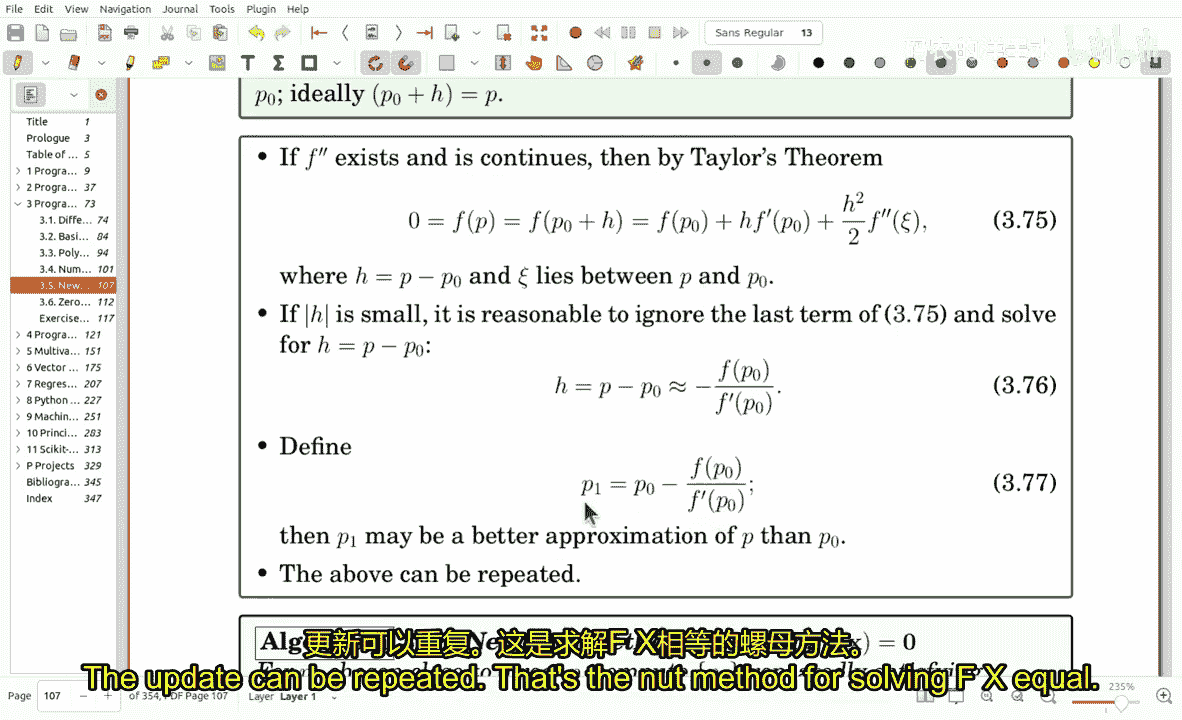 File Edit View Navigation Journal Tools Plugin Help
Sans Regular 13
Title 1
Prologue 3
Table of ... 5
1 Progra... 9
2 Progra... 37
3 Progra... 73
3.1. Diffe... 74
3.2. Basi... 84
3.3. Poly... 94
3.4. Num... 101
3.5. New... 107
3.6. Zero... 112
Exercise... 117
4 Progra... 121
5 Multiva... 151
6 Vector ... 175
7 Regres... 207
8 Python ... 227
9 Machin... 251
10 Princi... 283
11 Scikit-... 313
P Projects 329
Bibliogra... 345
Index 347
p₀; ideally (p₀ + h) = p.
• If f″ exists and is continues, then by Taylor's Theorem
0 = f(p) = f(p₀ + h) = f(p₀) + hf′(p₀) + h²/2 f″(ξ), (3.75)
where h = p − p₀ and ξ lies between p and p₀.
• If |h| is small, it is reasonable to ignore the last term of (3.75) and solve
for h = p − p₀:
h = p − p₀ ≈ − f(p₀)/f′(p₀). (3.76)
• Define
p₁ = p₀ − f(p₀)/f′(p₀); (3.77)
then p₁ may be a better approximation of p than p₀.
• The above can be repeated.
更新可以重复。这是求解F X相等的螺母方法。
= 0
The update can be repeated. That's the nut method for solving F X equal.
Page 107 of 354, PDF Page 107 Layer Layer 1 235%